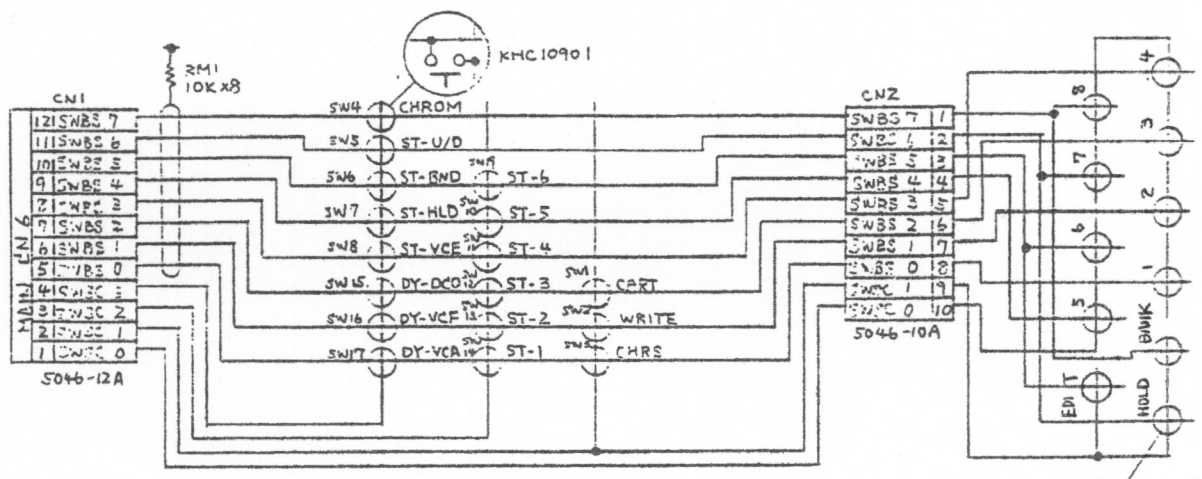 KHC10901
RM1
10K X8
CN1
MAIN CN6
12 SWBS 7
11 SWBS 6
10 SWBS 5
9 SWBS 4
8 SWBS 3
7 SWBS 2
6 SWBS 1
5 SWBS 0
4 SWSC 3
3 SWSC 2
2 SWSC 1
1 SWSC 0
5046-12A
SW4 CHROM
SW5 ST-U/D
SW6 ST-BND ST-6
SW7 ST-HLD ST-5
SW8 ST-VCE ST-4
SW15 DY-DCO ST-3 SW1 CART
SW16 DY-VCF ST-2 SW2 WRITE
SW17 DY-VCA ST-1 SW3 CHRS
CN2
SWBS 7 1
2
SWBS 5 3
SWBS 4 4
SWBS 3 5
SWBS 2 6
SWBS 1 7
SWBS 0 8
SWSC 1 9
SWSC 0 10
5046-10A
8
7
6
5
EDIT
4
3
2
1
HOLD